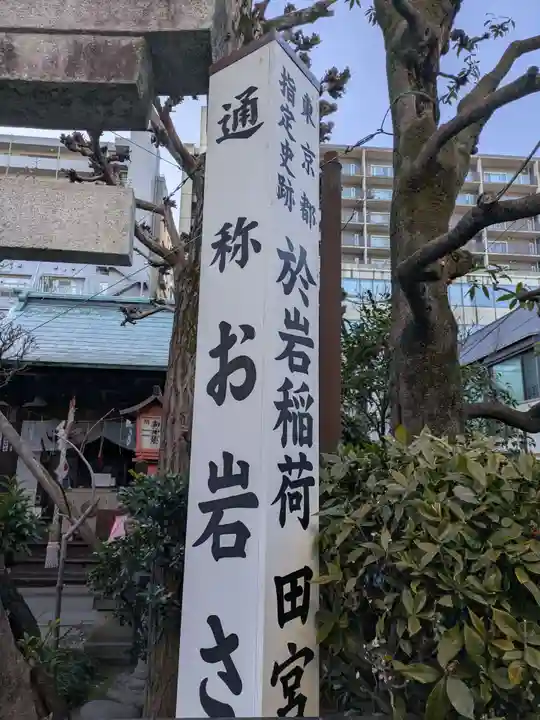 東京都
指定史跡
於岩稲荷田宮
通称お岩さ